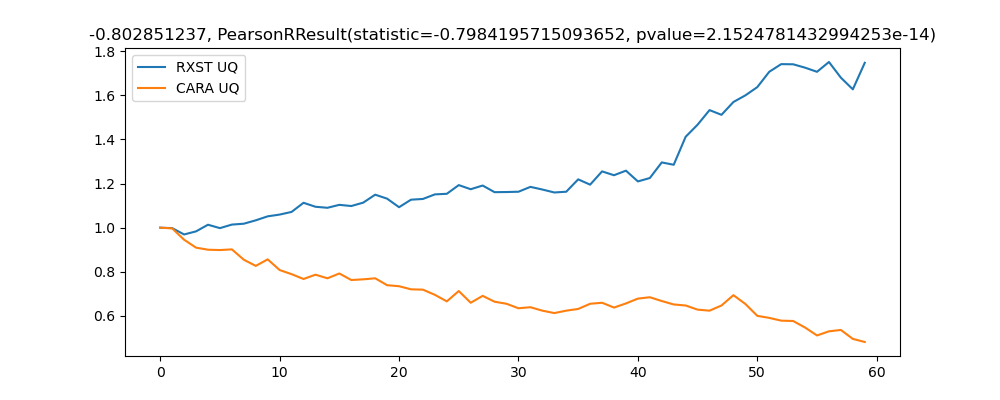 -0.802851237, PearsonRResult(statistic=-0.7984195715093652, pvalue=2.1524781432994253e-14)
RXST UQ
CARA UQ
1.8
1.6
1.4
1.2
1.0
0.8
0.6
0 10 20 30 40 50 60